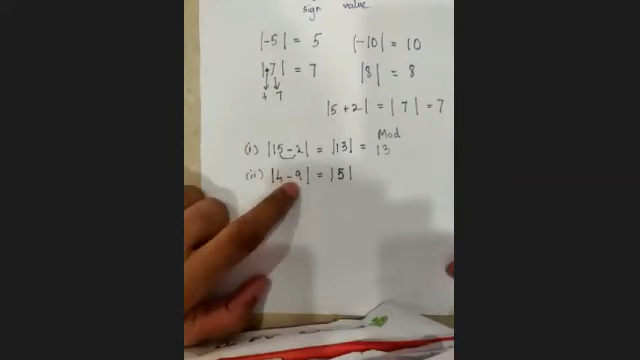 sign value
|-5| = 5 |-10| = 10
|+7| = 7 |8| = 8
+ 7
|5+2| = |7| = 7
Mod
(i) |15-2| = |13| = 13
(ii) |4-9| = |5|